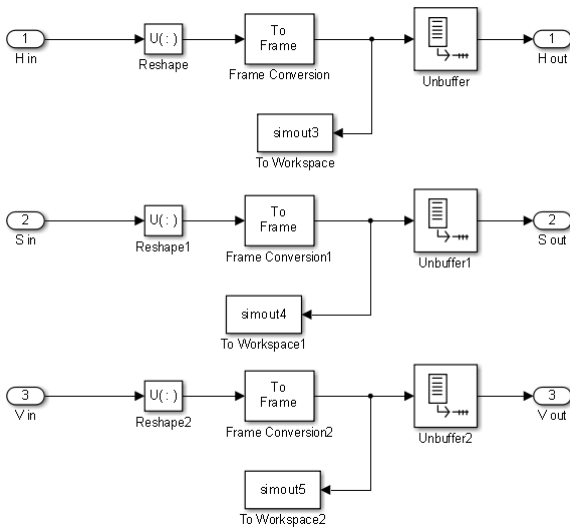 1
H in
U( : )
Reshape
To
Frame
Frame Conversion
Unbuffer
1
H out
simout3
To Workspace
2
S in
U( : )
Reshape1
To
Frame
Frame Conversion1
Unbuffer1
2
S out
simout4
To Workspace1
3
V in
U( : )
Reshape2
To
Frame
Frame Conversion2
Unbuffer2
3
V out
simout5
To Workspace2